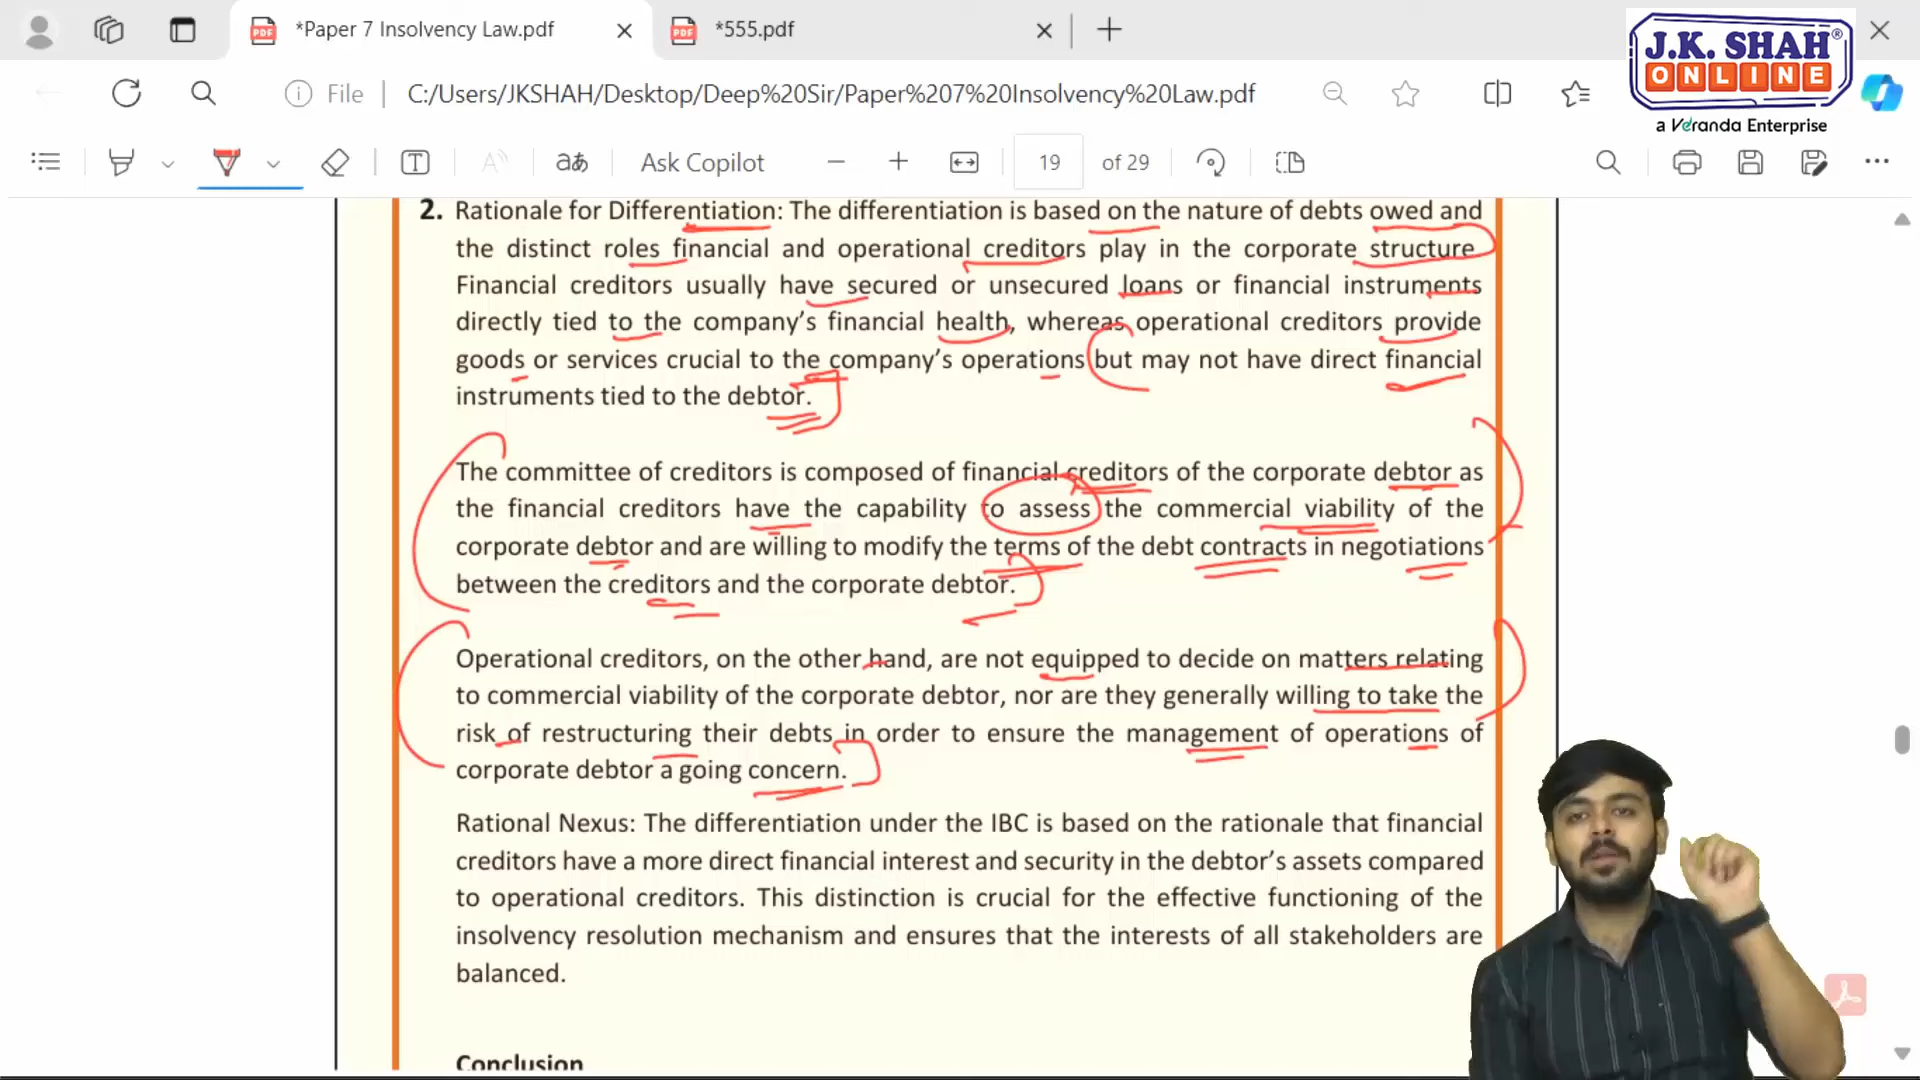 *Paper 7 Insolvency Law.pdf
*555.pdf
J.K. SHAH®
ONLINE
a Veranda Enterprise
File
C:/Users/JKSHAH/Desktop/Deep%20Sir/Paper%207%20Insolvency%20Law.pdf
Ask Copilot
19 of 29
2. Rationale for Differentiation: The differentiation is based on the nature of debts owed and
the distinct roles financial and operational creditors play in the corporate structure.
Financial creditors usually have secured or unsecured loans or financial instruments
directly tied to the company's financial health, whereas operational creditors provide
goods or services crucial to the company's operations but may not have direct financial
instruments tied to the debtor.
The committee of creditors is composed of financial creditors of the corporate debtor as
the financial creditors have the capability to assess the commercial viability of the
corporate debtor and are willing to modify the terms of the debt contracts in negotiations
between the creditors and the corporate debtor.
Operational creditors, on the other hand, are not equipped to decide on matters relating
to commercial viability of the corporate debtor, nor are they generally willing to take the
risk of restructuring their debts in order to ensure the management of operations of
corporate debtor a going concern.
Rational Nexus: The differentiation under the IBC is based on the rationale that financial
creditors have a more direct financial interest and security in the debtor's assets compared
to operational creditors. This distinction is crucial for the effective functioning of the
insolvency resolution mechanism and ensures that the interests of all stakeholders are
balanced.
Conclusion